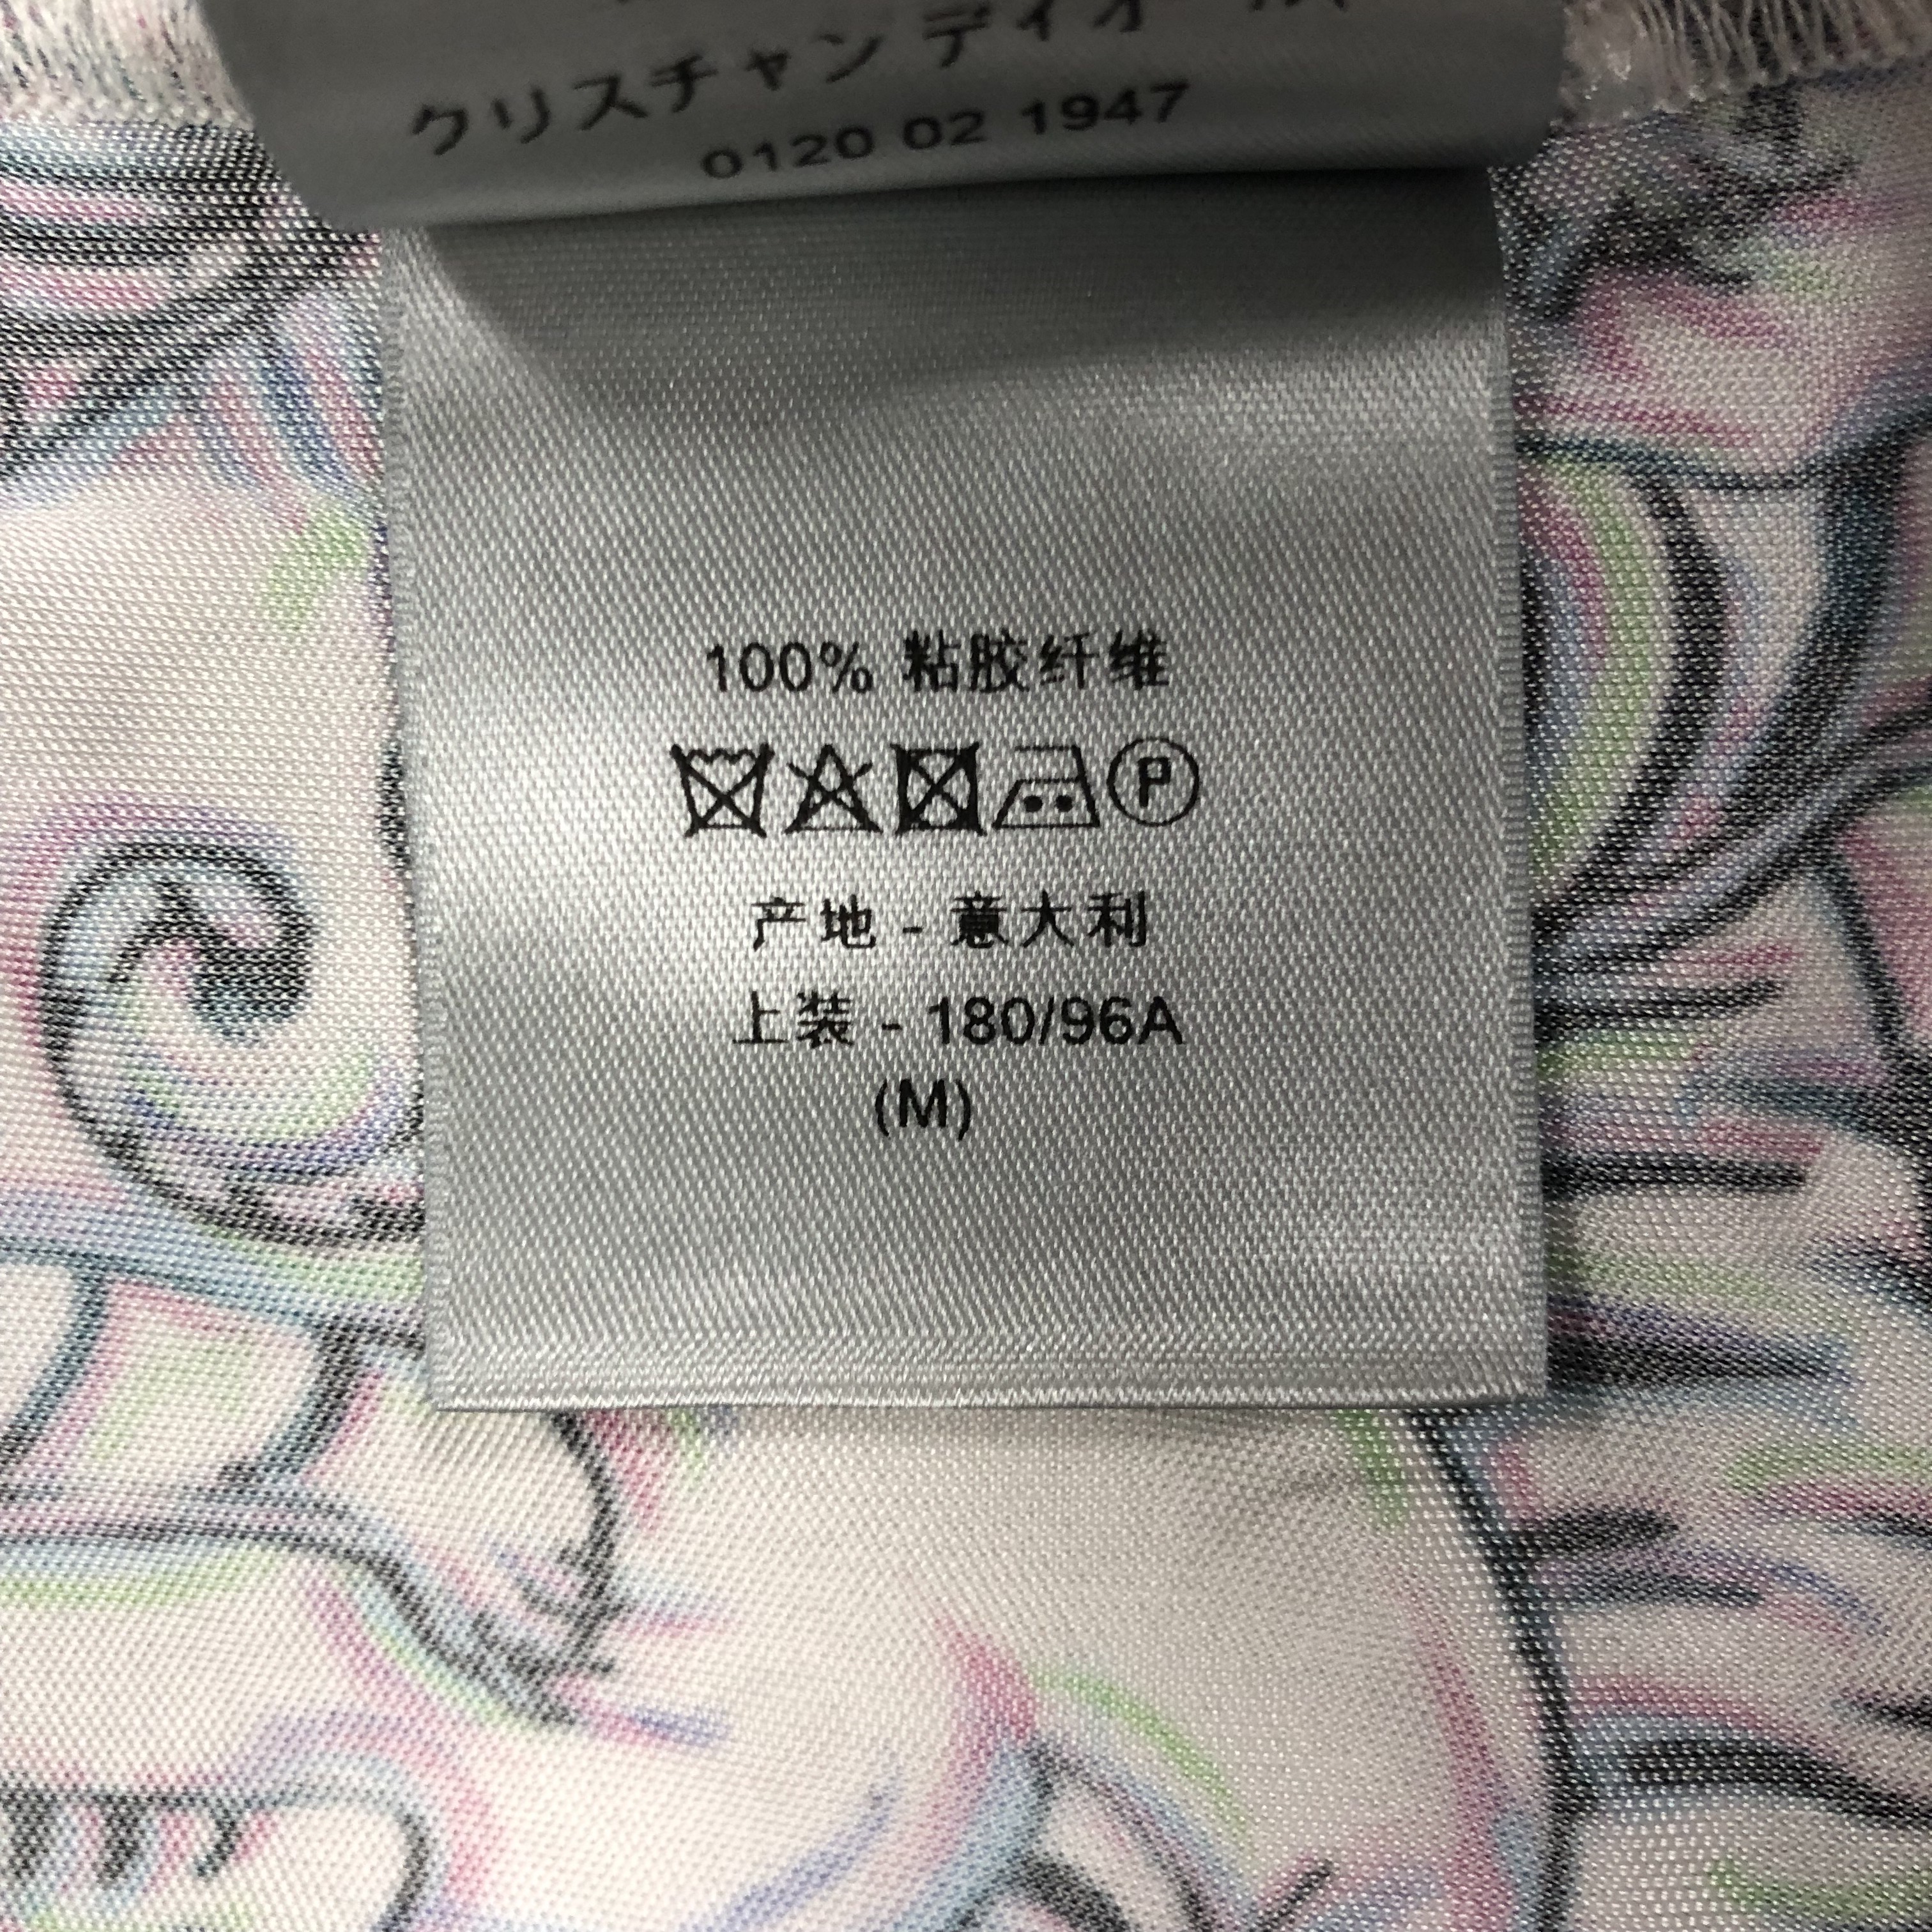 クリスチャン ディオール
0120 02 1947
100% 粘胶纤维
P
产地 - 意大利
上装 - 180/96A
(M)